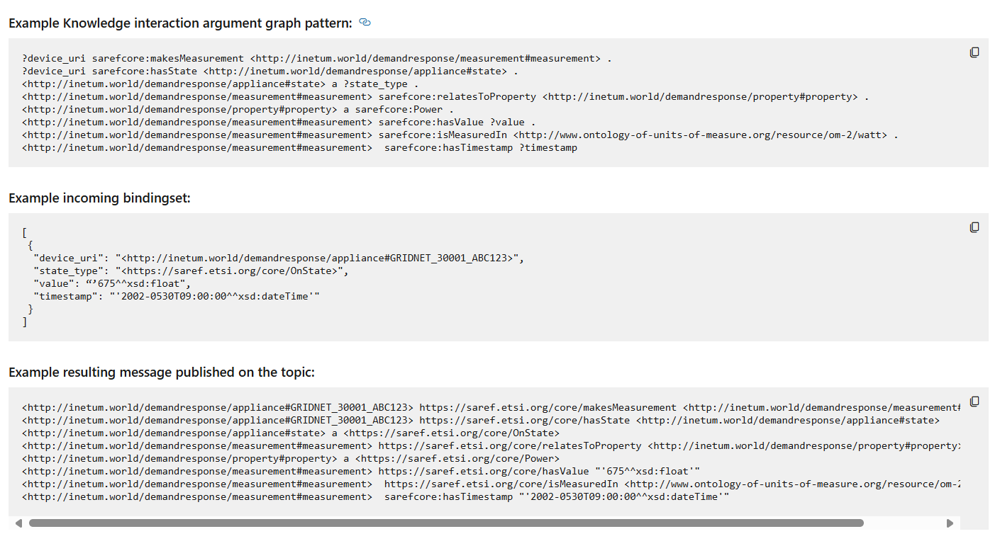 Example Knowledge interaction argument graph pattern:
?device_uri sarefcore:makesMeasurement <http://inetum.world/demandresponse/measurement#measurement> .
?device_uri sarefcore:hasState <http://inetum.world/demandresponse/appliance#state> .
<http://inetum.world/demandresponse/appliance#state> a ?state_type .
<http://inetum.world/demandresponse/measurement#measurement> sarefcore:relatesToProperty <http://inetum.world/demandresponse/property#property> .
<http://inetum.world/demandresponse/property#property> a sarefcore:Power .
<http://inetum.world/demandresponse/measurement#measurement> sarefcore:hasValue ?value .
<http://inetum.world/demandresponse/measurement#measurement> sarefcore:isMeasuredIn <http://www.ontology-of-units-of-measure.org/resource/om-2/watt> .
<http://inetum.world/demandresponse/measurement#measurement>  sarefcore:hasTimestamp ?timestamp
Example incoming bindingset:
[
 {
  "device_uri": "<http://inetum.world/demandresponse/appliance#GRIDNET_30001_ABC123>",
  "state_type": "<https://saref.etsi.org/core/OnState>",
  "value": “’675^^xsd:float",
  "timestamp": "'2002-0530T09:00:00^^xsd:dateTime'"
 }
]
Example resulting message published on the topic:
<http://inetum.world/demandresponse/appliance#GRIDNET_30001_ABC123> https://saref.etsi.org/core/makesMeasurement <http://inetum.world/demandresponse/measurement#
<http://inetum.world/demandresponse/appliance#GRIDNET_30001_ABC123> https://saref.etsi.org/core/hasState <http://inetum.world/demandresponse/appliance#state>
<http://inetum.world/demandresponse/appliance#state> a <https://saref.etsi.org/core/OnState>
<http://inetum.world/demandresponse/measurement#measurement> https://saref.etsi.org/core/relatesToProperty <http://inetum.world/demandresponse/property#property>
<http://inetum.world/demandresponse/property#property> a <https://saref.etsi.org/core/Power>
<http://inetum.world/demandresponse/measurement#measurement> https://saref.etsi.org/core/hasValue "'675^^xsd:float'"
<http://inetum.world/demandresponse/measurement#measurement>  https://saref.etsi.org/core/isMeasuredIn <http://www.ontology-of-units-of-measure.org/resource/om-2
<http://inetum.world/demandresponse/measurement#measurement>  sarefcore:hasTimestamp "'2002-0530T09:00:00^^xsd:dateTime'"